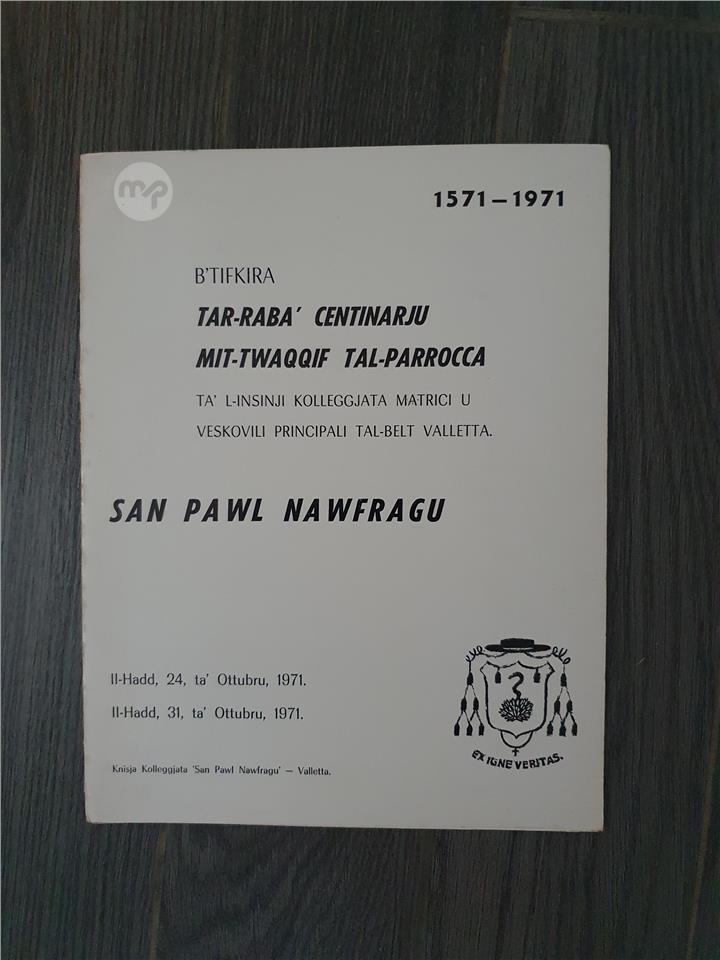 mp
1571 – 1971
B'TIFKIRA
TAR-RABA' CENTINARJU
MIT-TWAQQIF TAL-PARROCCA
TA' L-INSINJI KOLLEGGJATA MATRICI U
VESKOVILI PRINCIPALI TAL-BELT VALLETTA.
SAN PAWL NAWFRAGU
Il-Hadd, 24, ta' Ottubru, 1971.
Il-Hadd, 31, ta' Ottubru, 1971.
EX IGNE VERITAS.
Knisja Kolleggjata 'San Pawl Nawfragu' – Valletta.